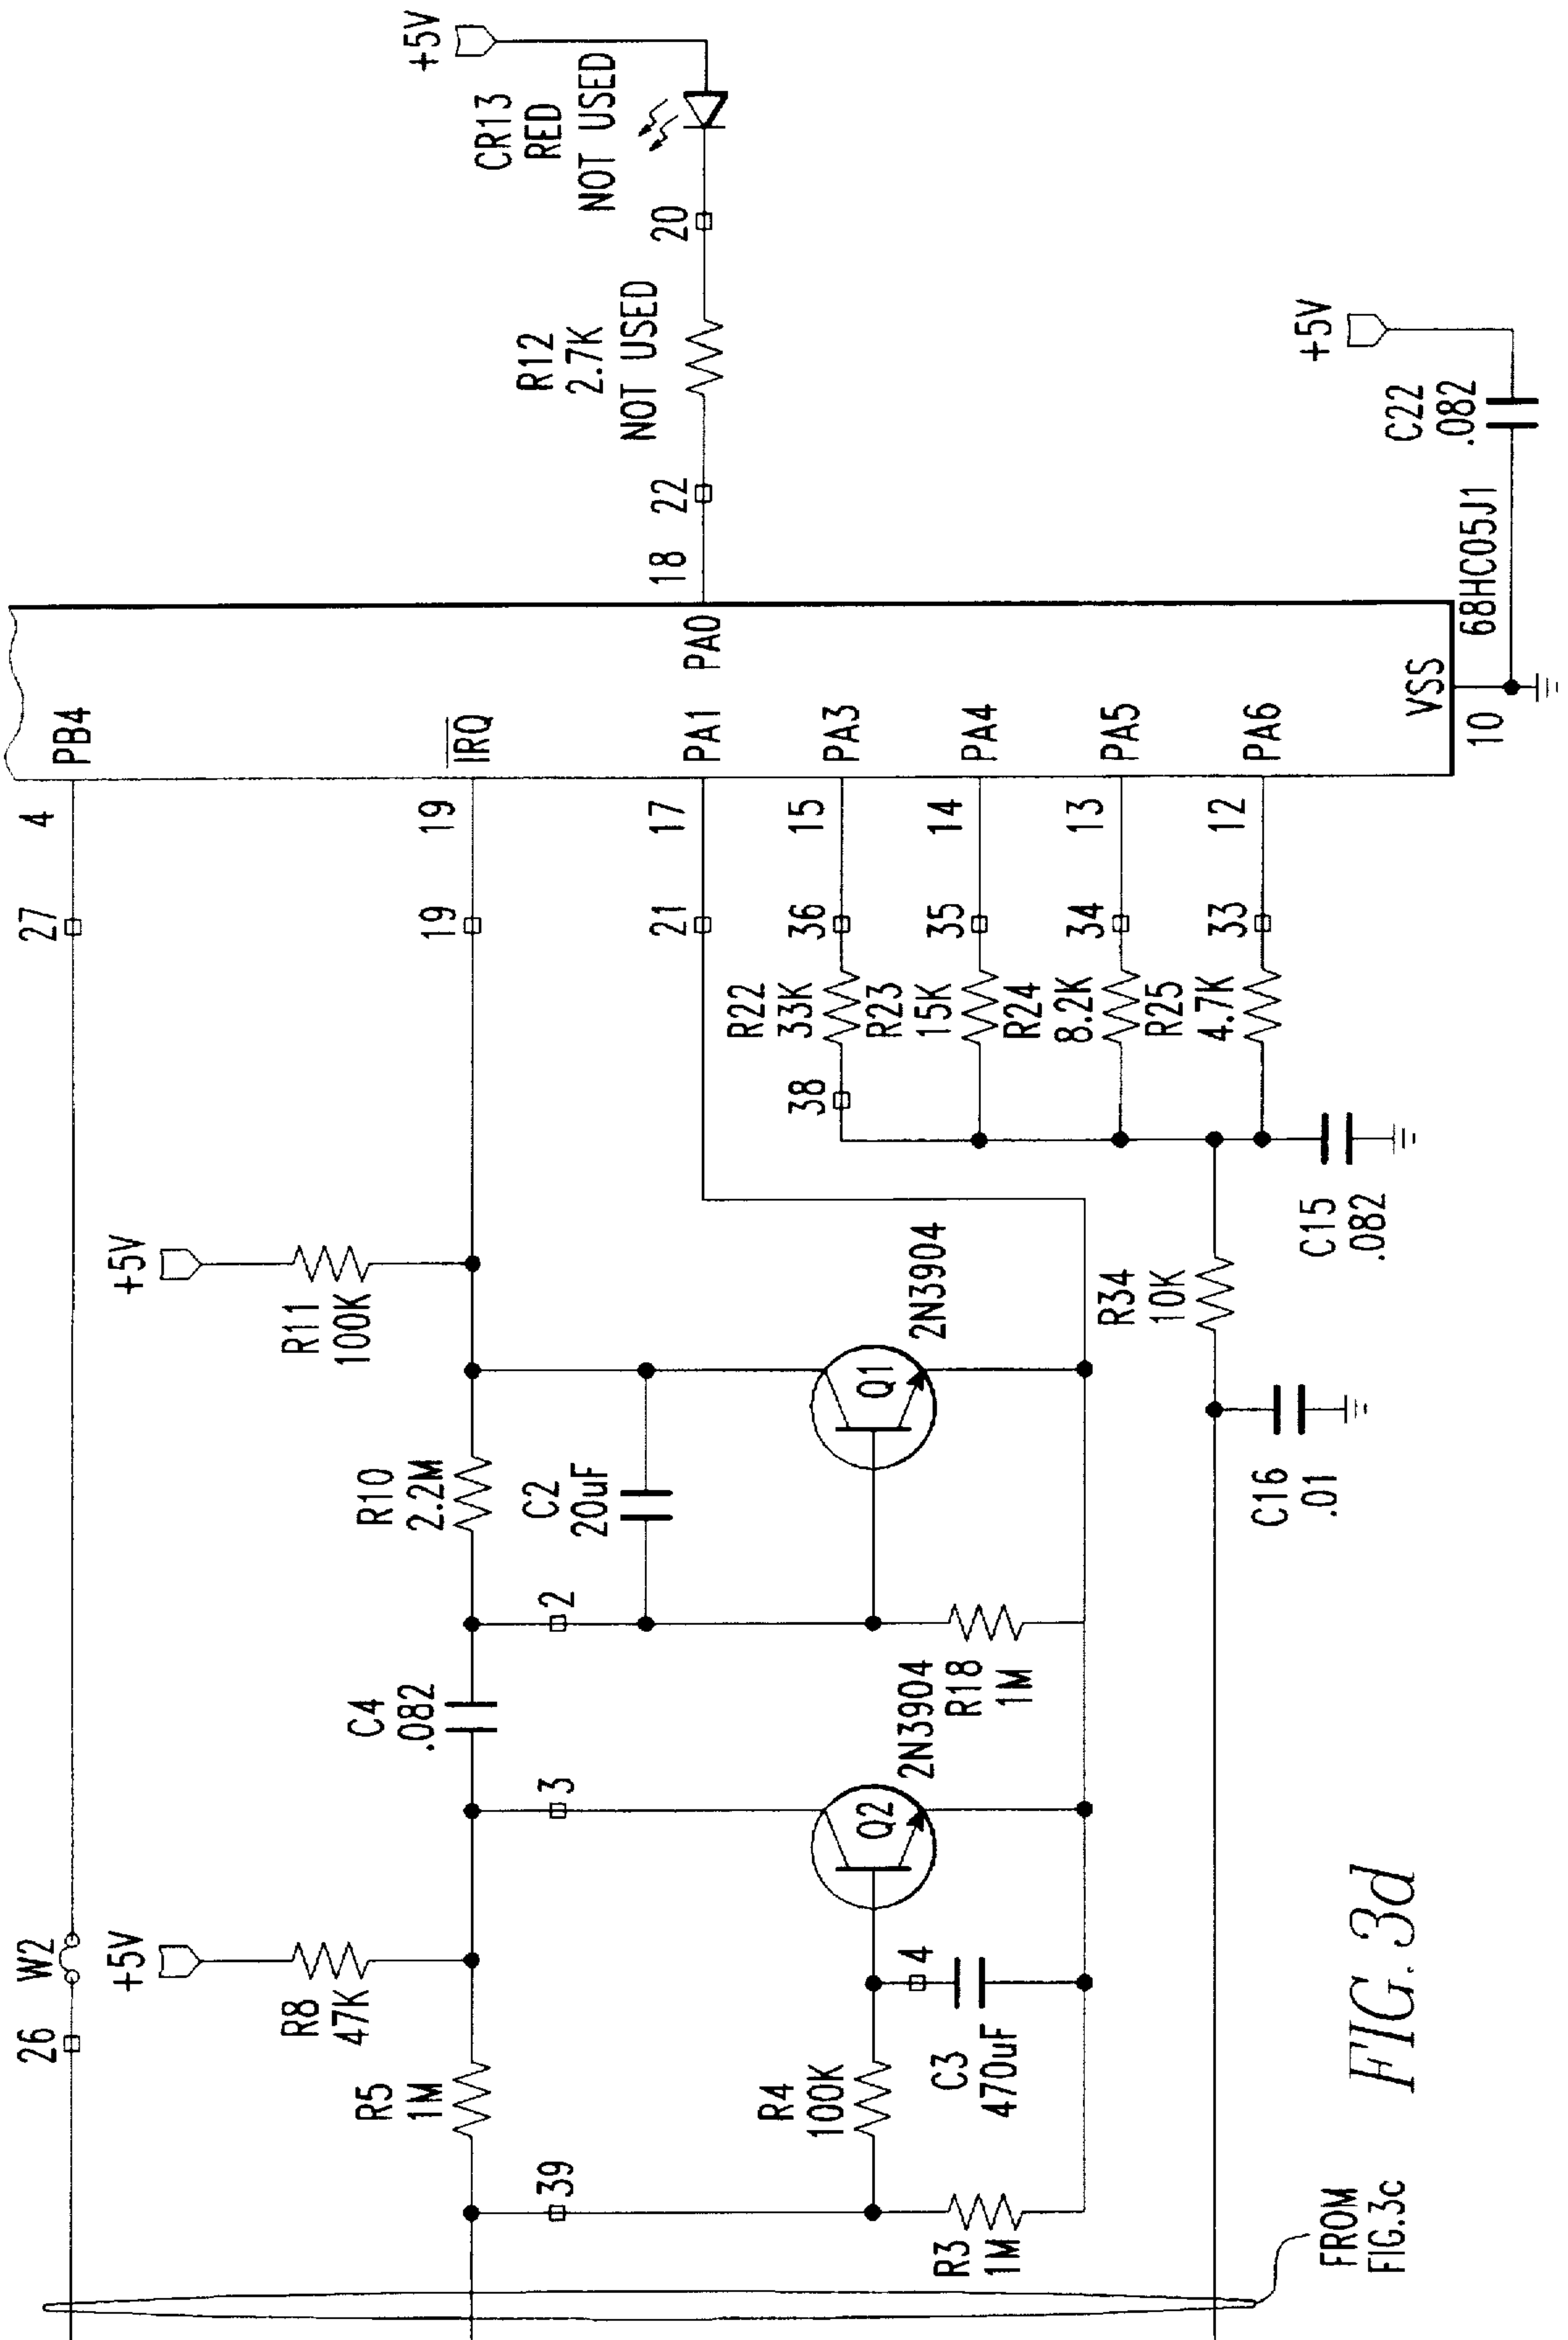 W2
26
27
4
PB4
+5V
R8
47K
+5V
R11
100K
R5
1M
C4
.082
R10
2.2M
19
19
IRQ
39
3
2
C2
20uF
R4
100K
4
C3
470uF
Q2
2N3904
Q1
2N3904
R3
1M
R18
1M
21
17
PA1
PA0
18
22
R12
2.7K
NOT USED
20
CR13
RED
NOT USED
+5V
38
R22
33K
36
15
PA3
R23
15K
35
14
PA4
R24
8.2K
34
13
PA5
R25
4.7K
33
12
PA6
R34
10K
C16
.01
C15
.082
VSS
10
68HC05J1
C22
.082
+5V
FROM
FIG.3c
FIG. 3d